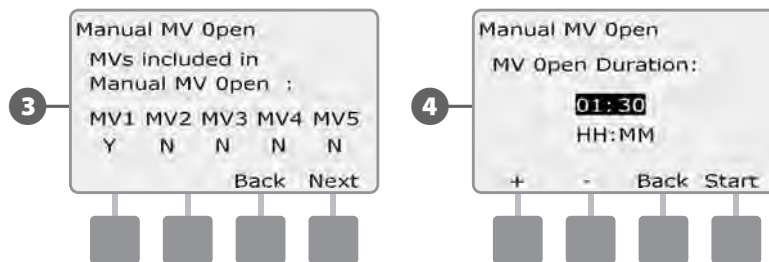 3
Manual MV Open
MVs included in
Manual MV Open :
MV1 MV2 MV3 MV4 MV5
Y N N N N
Back Next
4
Manual MV Open
MV Open Duration:
01:30
HH:MM
+ - Back Start